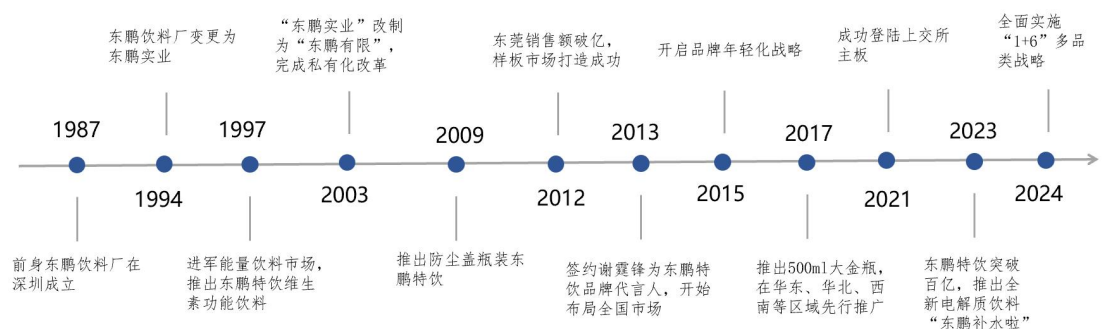 东鹏饮料厂变更为
东鹏实业
“东鹏实业”改制
为“东鹏有限”，
完成私有化改革
东莞销售额破亿，
样板市场打造成功
开启品牌年轻化战略
成功登陆上交所
主板
全面实施
“1+6”多品
类战略
1987
1997
2009
2013
2017
2023
1994
2003
2012
2015
2021
2024
前身东鹏饮料厂在
深圳成立
进军能量饮料市场，
推出东鹏特饮维生
素功能饮料
推出防尘盖瓶装东
鹏特饮
签约谢霆锋为东鹏特
饮品牌代言人，开始
布局全国市场
推出500ml大金瓶，
在华东、华北、西
南等区域先行推广
东鹏特饮突破
百亿，推出全
新电解质饮料
“东鹏补水啦”